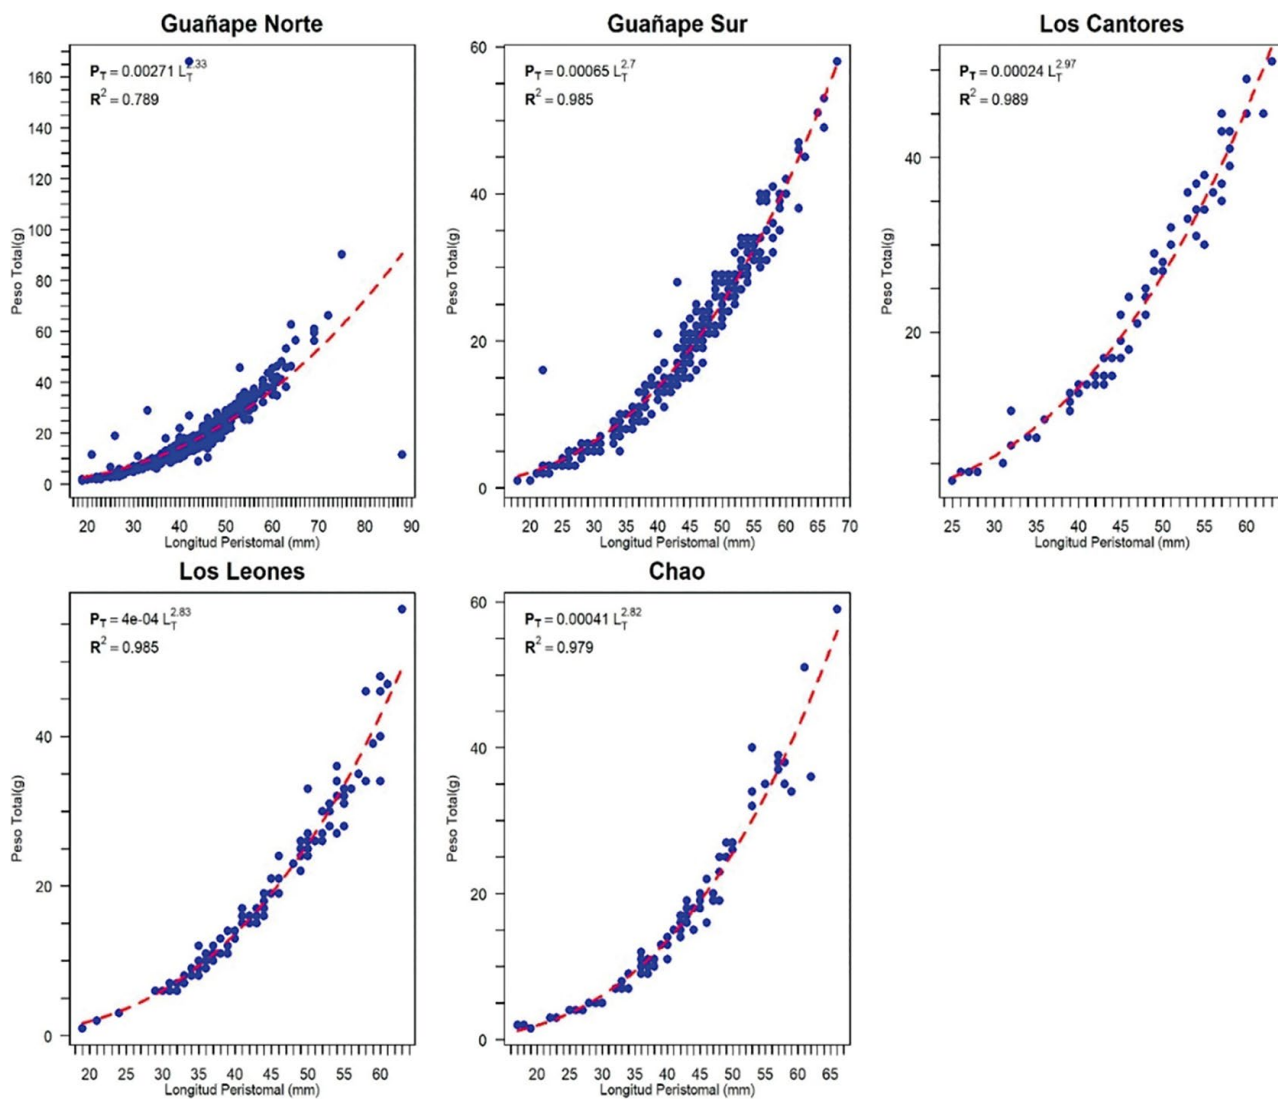 Guañape Norte
P_T = 0.00271 L_T^2.33
R² = 0.789
Peso Total(g)
160
140
120
100
80
60
40
20
0
20 30 40 50 60 70 80 90
Longitud Peristomal (mm)
Guañape Sur
P_T = 0.00065 L_T^2.7
R² = 0.985
Peso Total(g)
60
40
20
0
20 25 30 35 40 45 50 55 60 65 70
Longitud Peristomal (mm)
Los Cantores
P_T = 0.00024 L_T^2.97
R² = 0.989
Peso Total(g)
40
20
25 30 35 40 45 50 55 60
Longitud Peristomal (mm)
Los Leones
P_T = 4e-04 L_T^2.83
R² = 0.985
Peso Total(g)
40
20
0
20 25 30 35 40 45 50 55 60
Longitud Peristomal (mm)
Chao
P_T = 0.00041 L_T^2.82
R² = 0.979
Peso Total(g)
60
40
20
0
20 25 30 35 40 45 50 55 60 65
Longitud Peristomal (mm)